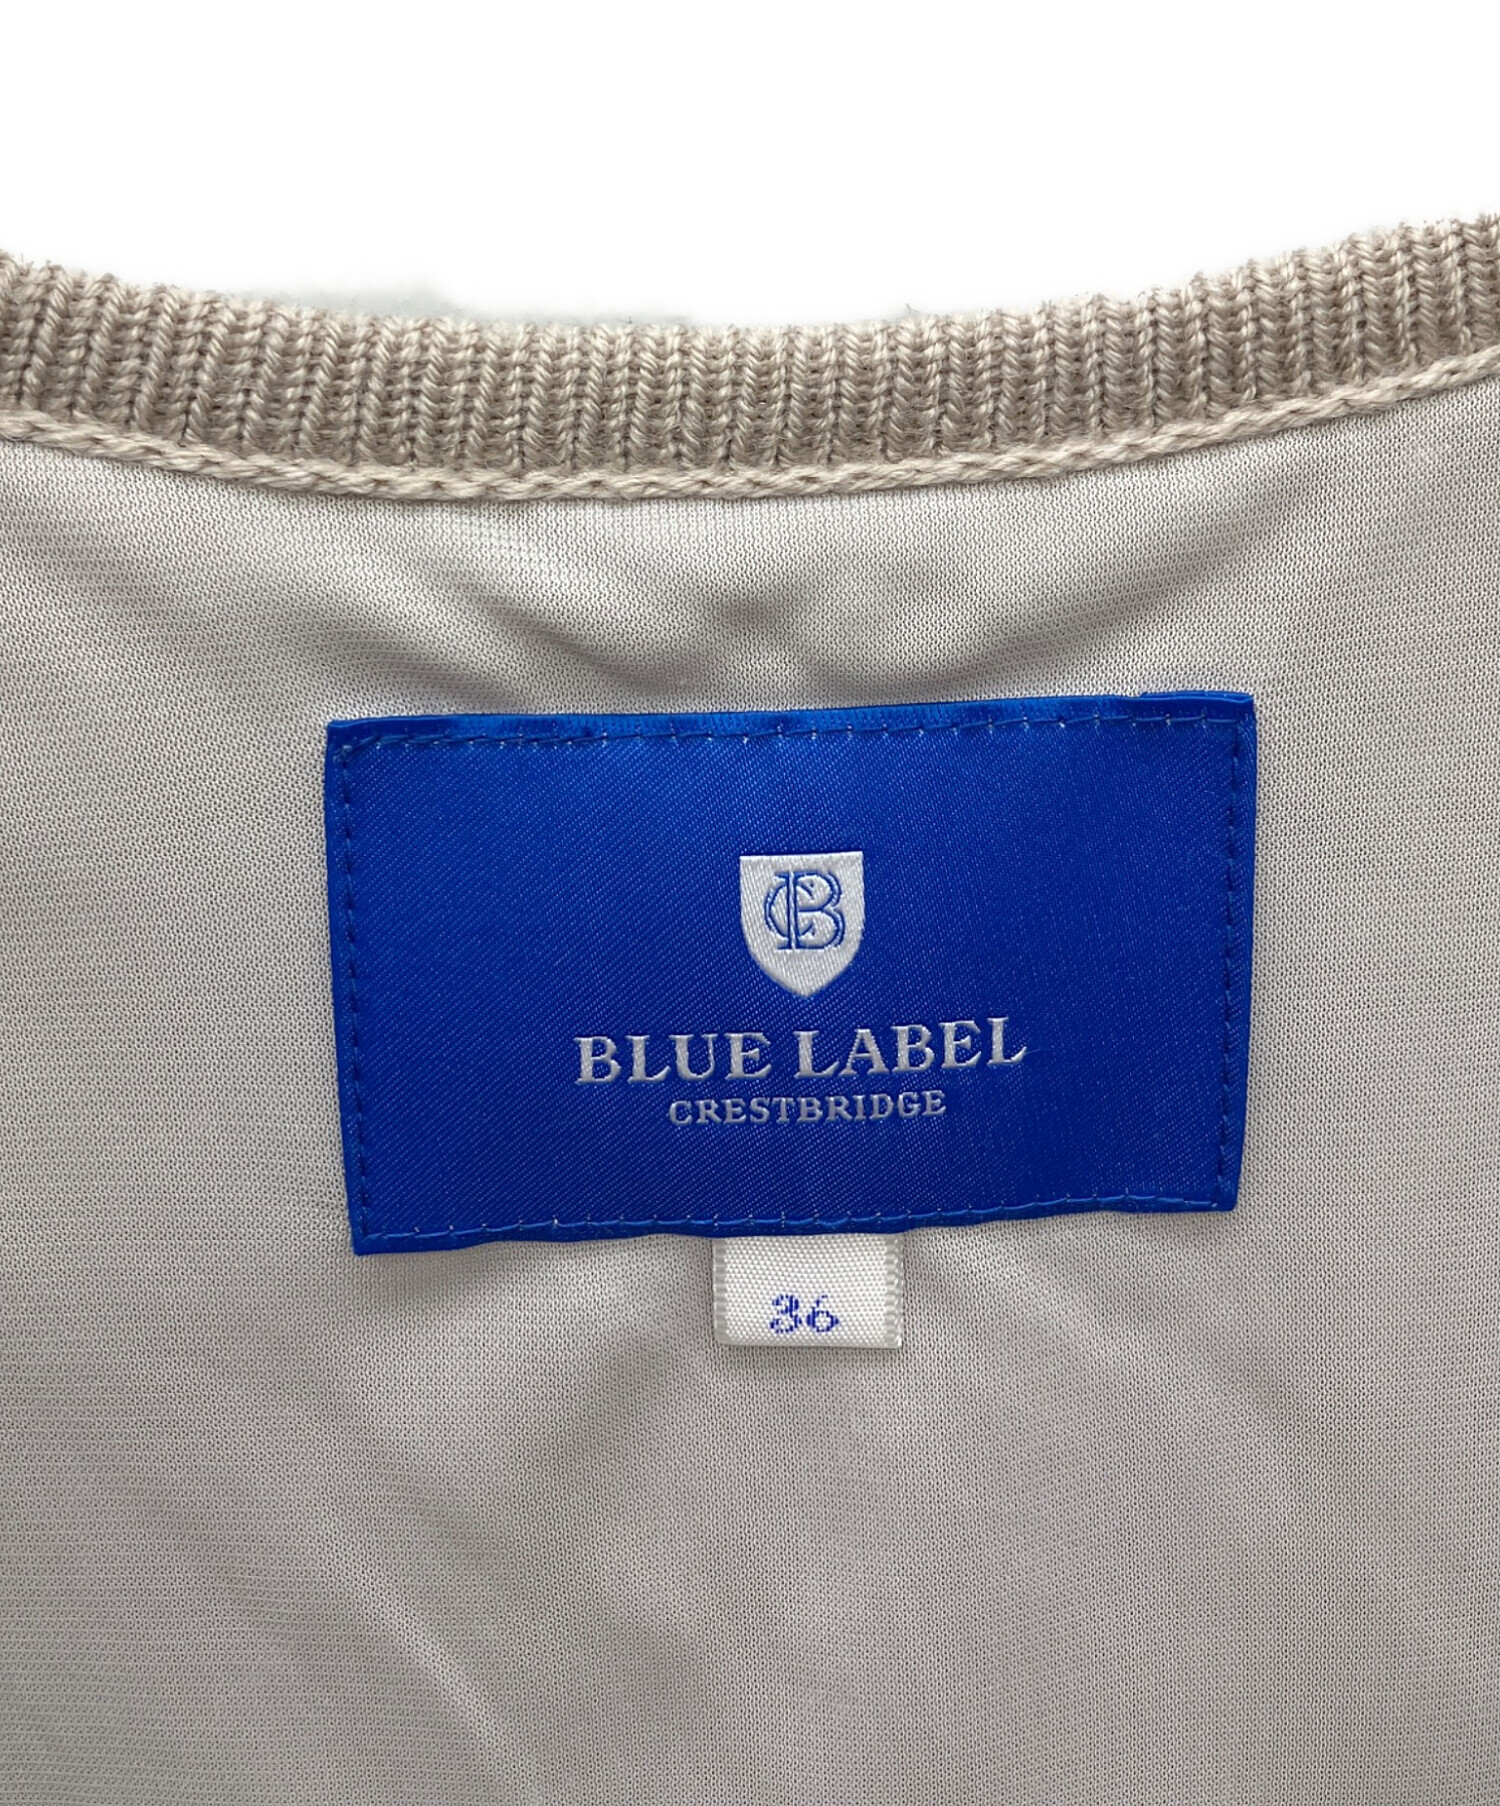 CB
BLUE LABEL
CRESTBRIDGE
36